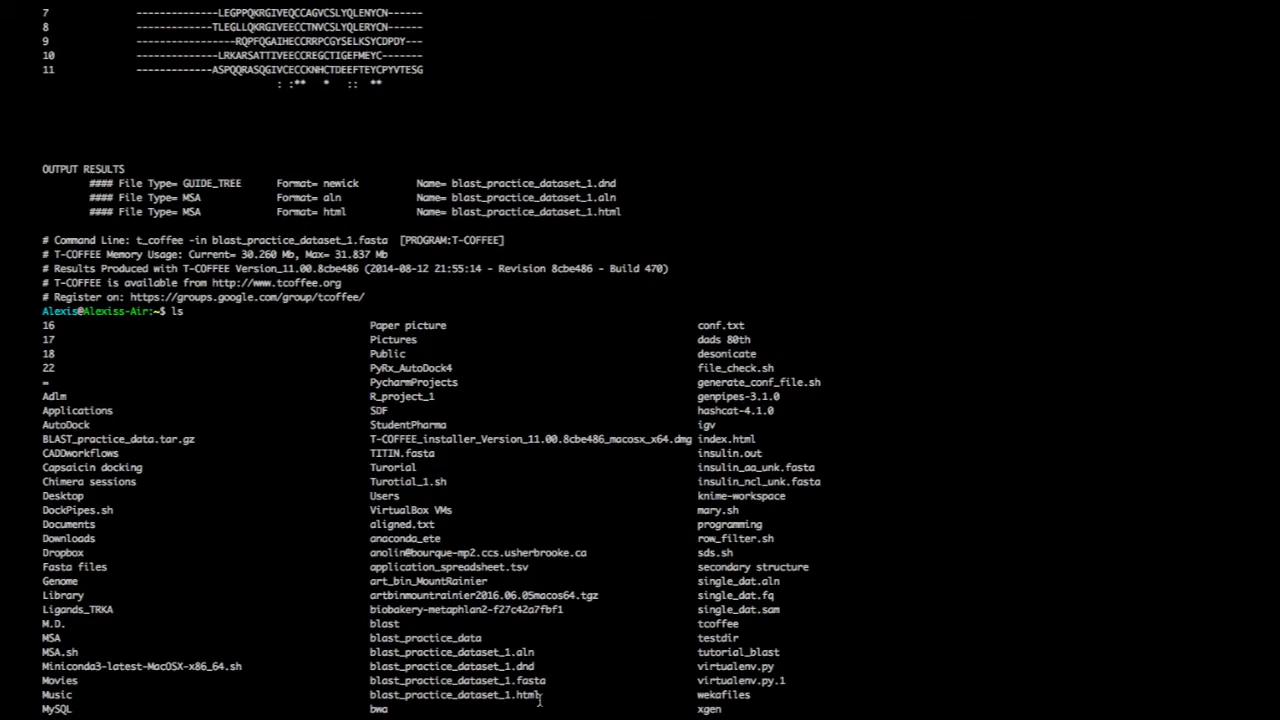 7 --------------LEGPPQKRGIVEQCCAGVCSLYQLENYCN------
8 -------------TLEGLLQKRGIVEECCTNVCSLYQLERYCN------
9 -----------------RQPFQGAIHECCRRPCGYSELKSYCDPDY---
10 --------------LRKARSATTIVEECCREGCTIGEFMEYC-------
11 -------------ASPQQRASQGIVCECCKNHCTDEEFTEYCPYVTESG
: :** * :: **
OUTPUT RESULTS
#### File Type= GUIDE_TREE Format= newick Name= blast_practice_dataset_1.dnd
#### File Type= MSA Format= aln Name= blast_practice_dataset_1.aln
#### File Type= MSA Format= html Name= blast_practice_dataset_1.html
# Command Line: t_coffee -in blast_practice_dataset_1.fasta [PROGRAM:T-COFFEE]
# T-COFFEE Memory Usage: Current= 30.260 Mb, Max= 31.837 Mb
# Results Produced with T-COFFEE Version_11.00.8cbe486 (2014-08-12 21:55:14 - Revision 8cbe486 - Build 470)
# T-COFFEE is available from http://www.tcoffee.org
# Register on: https://groups.google.com/group/tcoffee/
Alexis@Alexiss-Air:~$ ls
16 Paper picture conf.txt
17 Pictures dads 80th
18 Public desonicate
22 PyRx_AutoDock4 file_check.sh
= PycharmProjects generate_conf_file.sh
Adlm R_project_1 genpipes-3.1.0
Applications SDF hashcat-4.1.0
AutoDock StudentPharma igv
BLAST_practice_data.tar.gz T-COFFEE_installer_Version_11.00.8cbe486_macosx_x64.dmg index.html
CADDworkflows TITIN.fasta insulin.out
Capsaicin docking Turorial insulin_aa_unk.fasta
Chimera sessions Turotial_1.sh insulin_ncl_unk.fasta
Desktop Users knime-workspace
DockPipes.sh VirtualBox VMs mary.sh
Documents aligned.txt programming
Downloads anaconda_ete row_filter.sh
Dropbox anolin@bourque-mp2.ccs.usherbrooke.ca sds.sh
Fasta files application_spreadsheet.tsv secondary structure
Genome art_bin_MountRainier single_dat.aln
Library artbinmountrainier2016.06.05macos64.tgz single_dat.fq
Ligands_TRKA biobakery-metaphlan2-f27c42a7fbf1 single_dat.sam
M.D. blast tcoffee
MSA blast_practice_data testdir
MSA.sh blast_practice_dataset_1.aln tutorial_blast
Miniconda3-latest-MacOSX-x86_64.sh blast_practice_dataset_1.dnd virtualenv.py
Movies blast_practice_dataset_1.fasta virtualenv.py.1
Music blast_practice_dataset_1.html wekafiles
MySQL bwa xgen